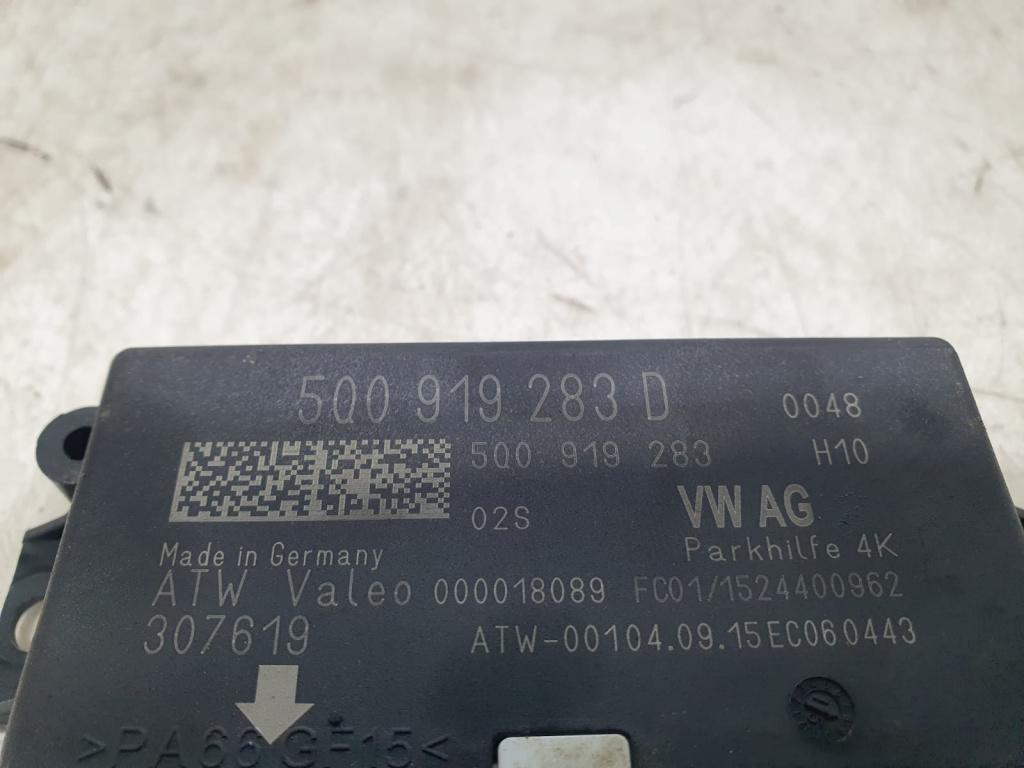 5Q0 919 283 D 0048
5Q0 919 283 H10
02S VW AG
Made in Germany Parkhilfe 4K
ATW Valeo 000018089 FC01/1524400962
307619 ATW-00104.09.15EC060443
>PA66 GF15<